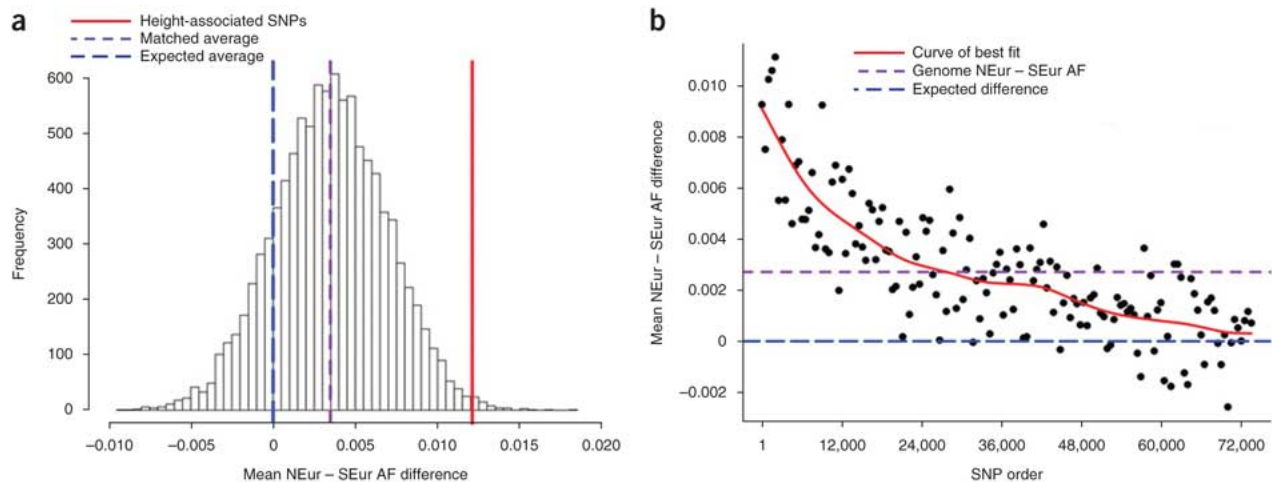 a
Height-associated SNPs
Matched average
Expected average
600
500
400
300
200
100
0
Frequency
–0.010
–0.005
0
0.005
0.010
0.015
0.020
Mean NEur – SEur AF difference
b
Curve of best fit
Genome NEur – SEur AF
Expected difference
0.010
0.008
0.006
0.004
0.002
0
–0.002
Mean NEur – SEur AF difference
1
12,000
24,000
36,000
48,000
60,000
72,000
SNP order